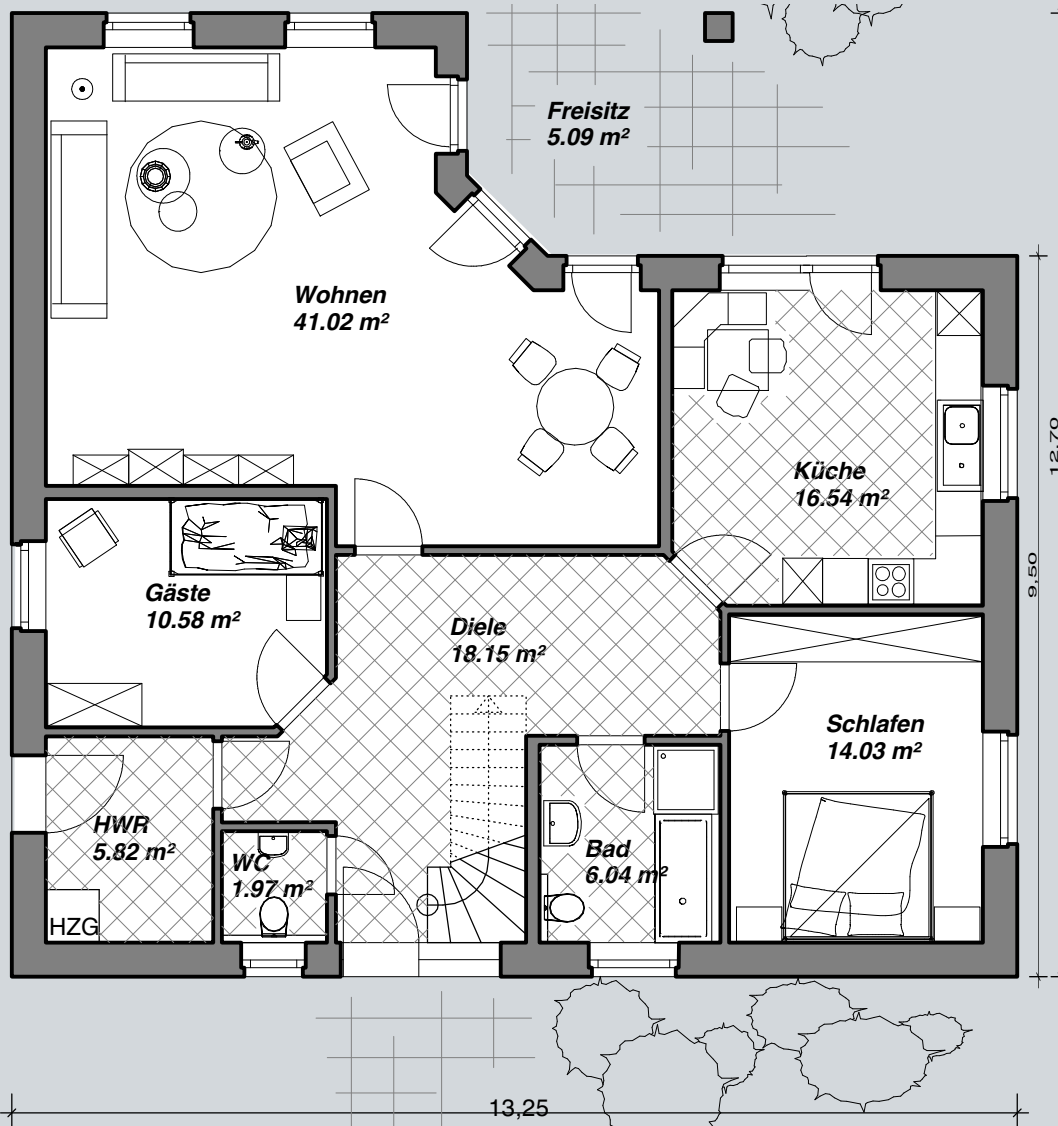 Freisitz
5.09 m²
Wohnen
41.02 m²
Küche
16.54 m²
12,70
9,50
Gäste
10.58 m²
Diele
18.15 m²
Schlafen
14.03 m²
HWR
5.82 m²
WC
1.97 m²
Bad
6.04 m²
HZG
13,25